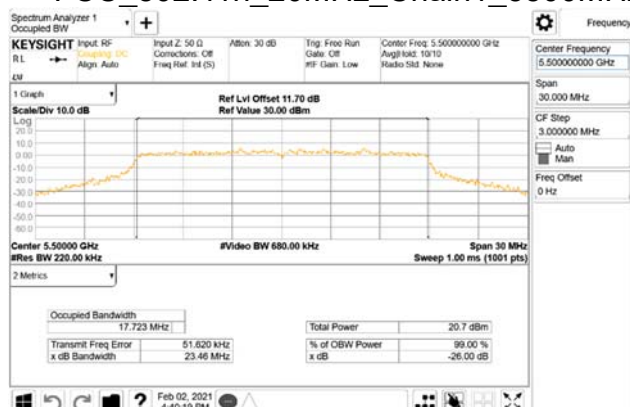 Spectrum Analyzer 1
Occupied BW
+
Frequency
KEYSIGHT Input: RF Input Z: 50 Ω Atten: 30 dB Trig: Free Run Center Freq: 5.500000000 GHz
RL Coupling: DC Corrections: Off Gate: Off Avg|Hold: 10/10
Align: Auto Freq Ref: Int (S) #IF Gain: Low Radio Std: None
Center Frequency
5.500000000 GHz
Span
30.000 MHz
CF Step
3.000000 MHz
Auto
Man
Freq Offset
0 Hz
1 Graph
Ref Lvl Offset 11.70 dB
Scale/Div 10.0 dB Ref Value 30.00 dBm
Log
20.0
10.0
0.00
-10.0
-20.0
-30.0
-40.0
-50.0
-60.0
Center 5.50000 GHz #Video BW 680.00 kHz Span 30 MHz
#Res BW 220.00 kHz Sweep 1.00 ms (1001 pts)
2 Metrics
Occupied Bandwidth
17.723 MHz Total Power 20.7 dBm
Transmit Freq Error 51.620 kHz % of OBW Power 99.00 %
x dB Bandwidth 23.46 MHz x dB -26.00 dB
? Feb 02, 2021